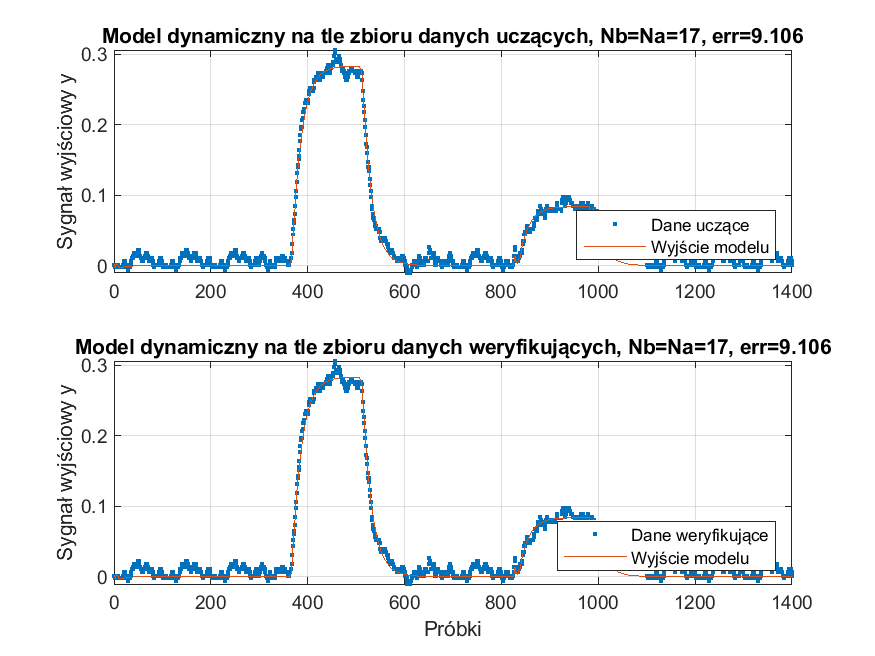 Model dynamiczny na tle zbioru danych uczących, Nb=Na=17, err=9.106
Sygnał wyjściowy y
0.3
0.2
0.1
0
0 200 400 600 800 1000 1200 1400
Dane uczące
Wyjście modelu
Model dynamiczny na tle zbioru danych weryfikujących, Nb=Na=17, err=9.106
Sygnał wyjściowy y
0.3
0.2
0.1
0
0 200 400 600 800 1000 1200 1400
Dane weryfikujące
Wyjście modelu
Próbki